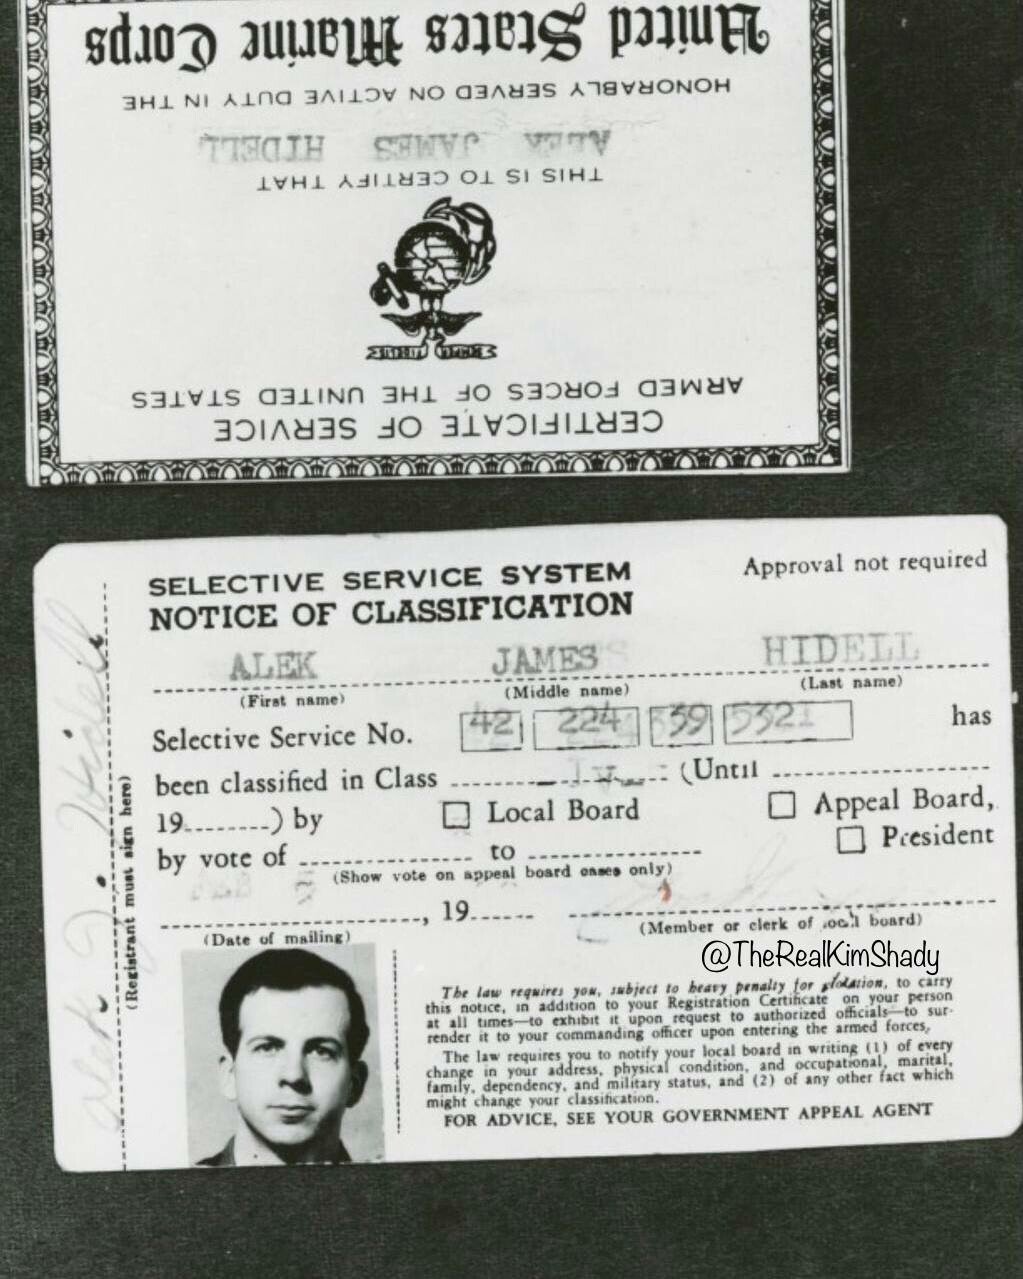 United States Marine Corps
HONORABLY SERVED ON ACTIVE DUTY IN THE
ALEK JAMES HIDELL
THIS IS TO CERTIFY THAT
SEMPER FIDELIS
ARMED FORCES OF THE UNITED STATES
CERTIFICATE OF SERVICE
SELECTIVE SERVICE SYSTEM
Approval not required
NOTICE OF CLASSIFICATION
ALEK JAMES HIDELL
(First name) (Middle name) (Last name)
Selective Service No. 42 224 39 5321 has
been classified in Class IV (Until
19 ) by Local Board Appeal Board,
President
by vote of to
(Show vote on appeal board cases only)
, 19
(Date of mailing) (Member or clerk of local board)
Alek J. Hidell
(Registrant must sign here)
@TheRealKimShady
The law requires you, subject to heavy penalty for violation, to carry
this notice, in addition to your Registration Certificate on your person
at all times—to exhibit it upon request to authorized officials—to sur-
render it to your commanding officer upon entering the armed forces.
The law requires you to notify your local board in writing (1) of every
change in your address, physical condition, and occupational, marital,
family, dependency, and military status, and (2) of any other fact which
might change your classification.
FOR ADVICE, SEE YOUR GOVERNMENT APPEAL AGENT